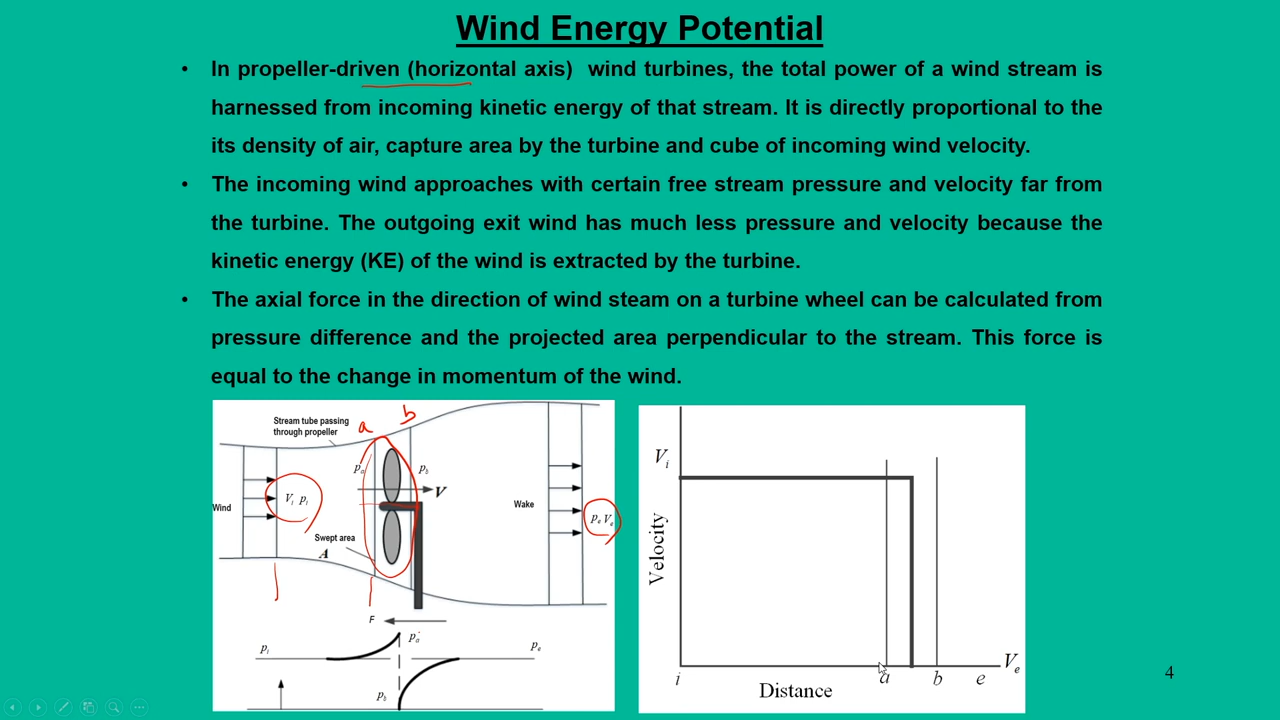 Wind Energy Potential
• In propeller-driven (horizontal axis) wind turbines, the total power of a wind stream is
harnessed from incoming kinetic energy of that stream. It is directly proportional to the
its density of air, capture area by the turbine and cube of incoming wind velocity.
• The incoming wind approaches with certain free stream pressure and velocity far from
the turbine. The outgoing exit wind has much less pressure and velocity because the
kinetic energy (KE) of the wind is extracted by the turbine.
• The axial force in the direction of wind steam on a turbine wheel can be calculated from
pressure difference and the projected area perpendicular to the stream. This force is
equal to the change in momentum of the wind.
Stream tube passing
through propeller
a
b
pa
pb
V
Vi pi
Wind
Wake
pe Ve
Swept area
A
F
pi
pa
pe
pb
Vi
Velocity
i
a
b
e
Ve
Distance
4